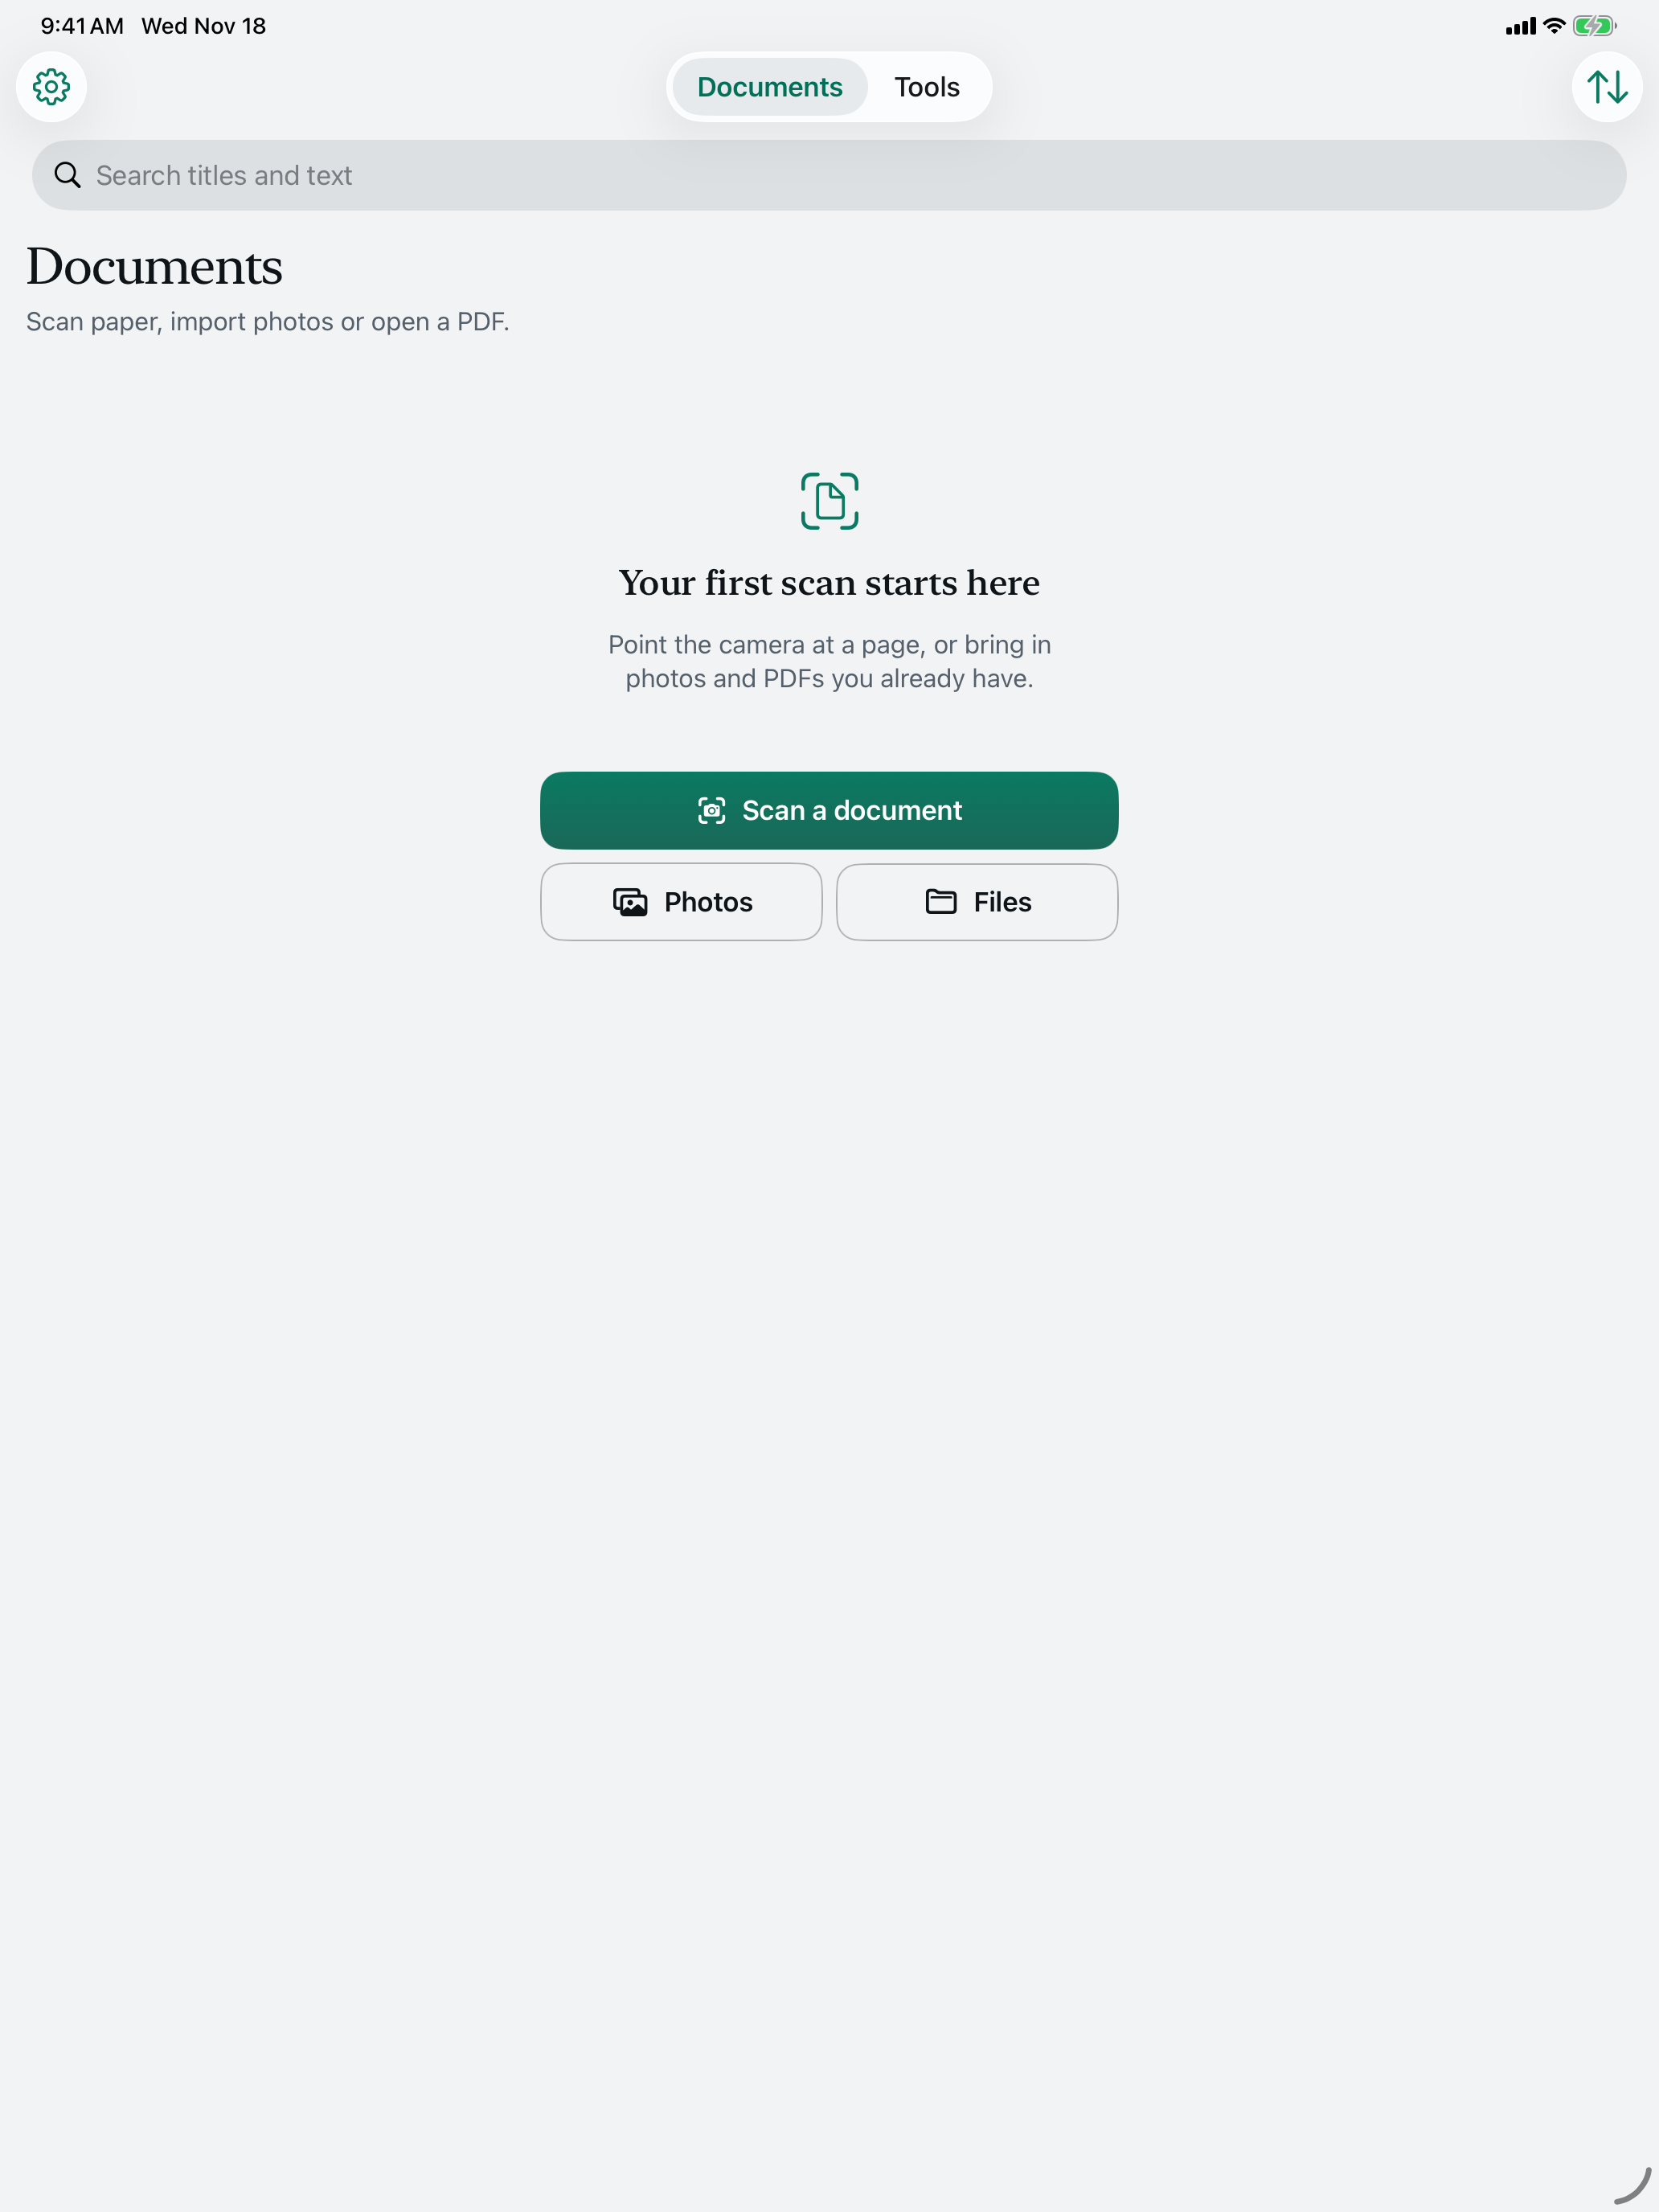 9:41 AM Wed Nov 18
Documents Tools
Search titles and text
Documents
Scan paper, import photos or open a PDF.
Your first scan starts here
Point the camera at a page, or bring in
photos and PDFs you already have.
Scan a document
Photos Files